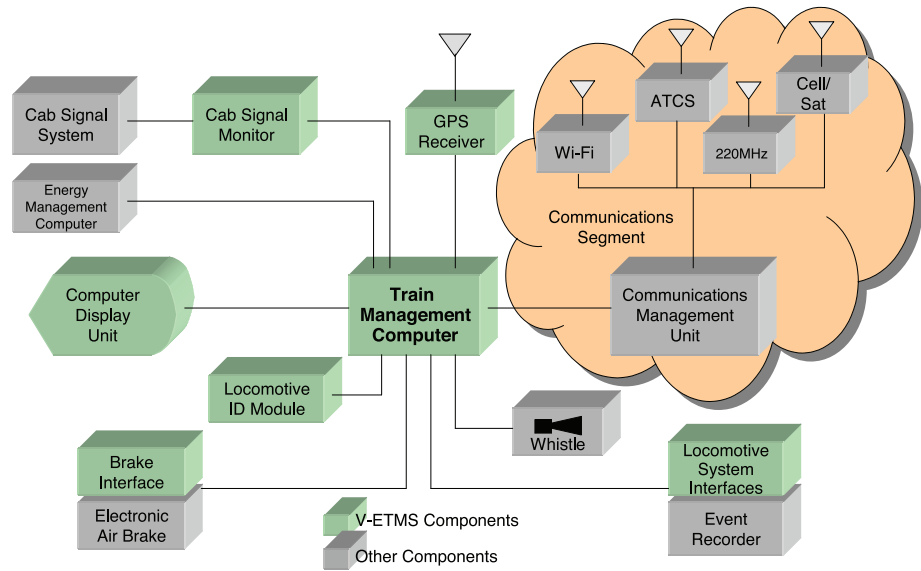 Cab Signal
System
Cab Signal
Monitor
GPS
Receiver
Wi-Fi
ATCS
220MHz
Cell/
Sat
Energy
Management
Computer
Communications
Segment
Computer
Display
Unit
Train
Management
Computer
Communications
Management
Unit
Locomotive
ID Module
Whistle
Brake
Interface
Electronic
Air Brake
Locomotive
System
Interfaces
Event
Recorder
V-ETMS Components
Other Components